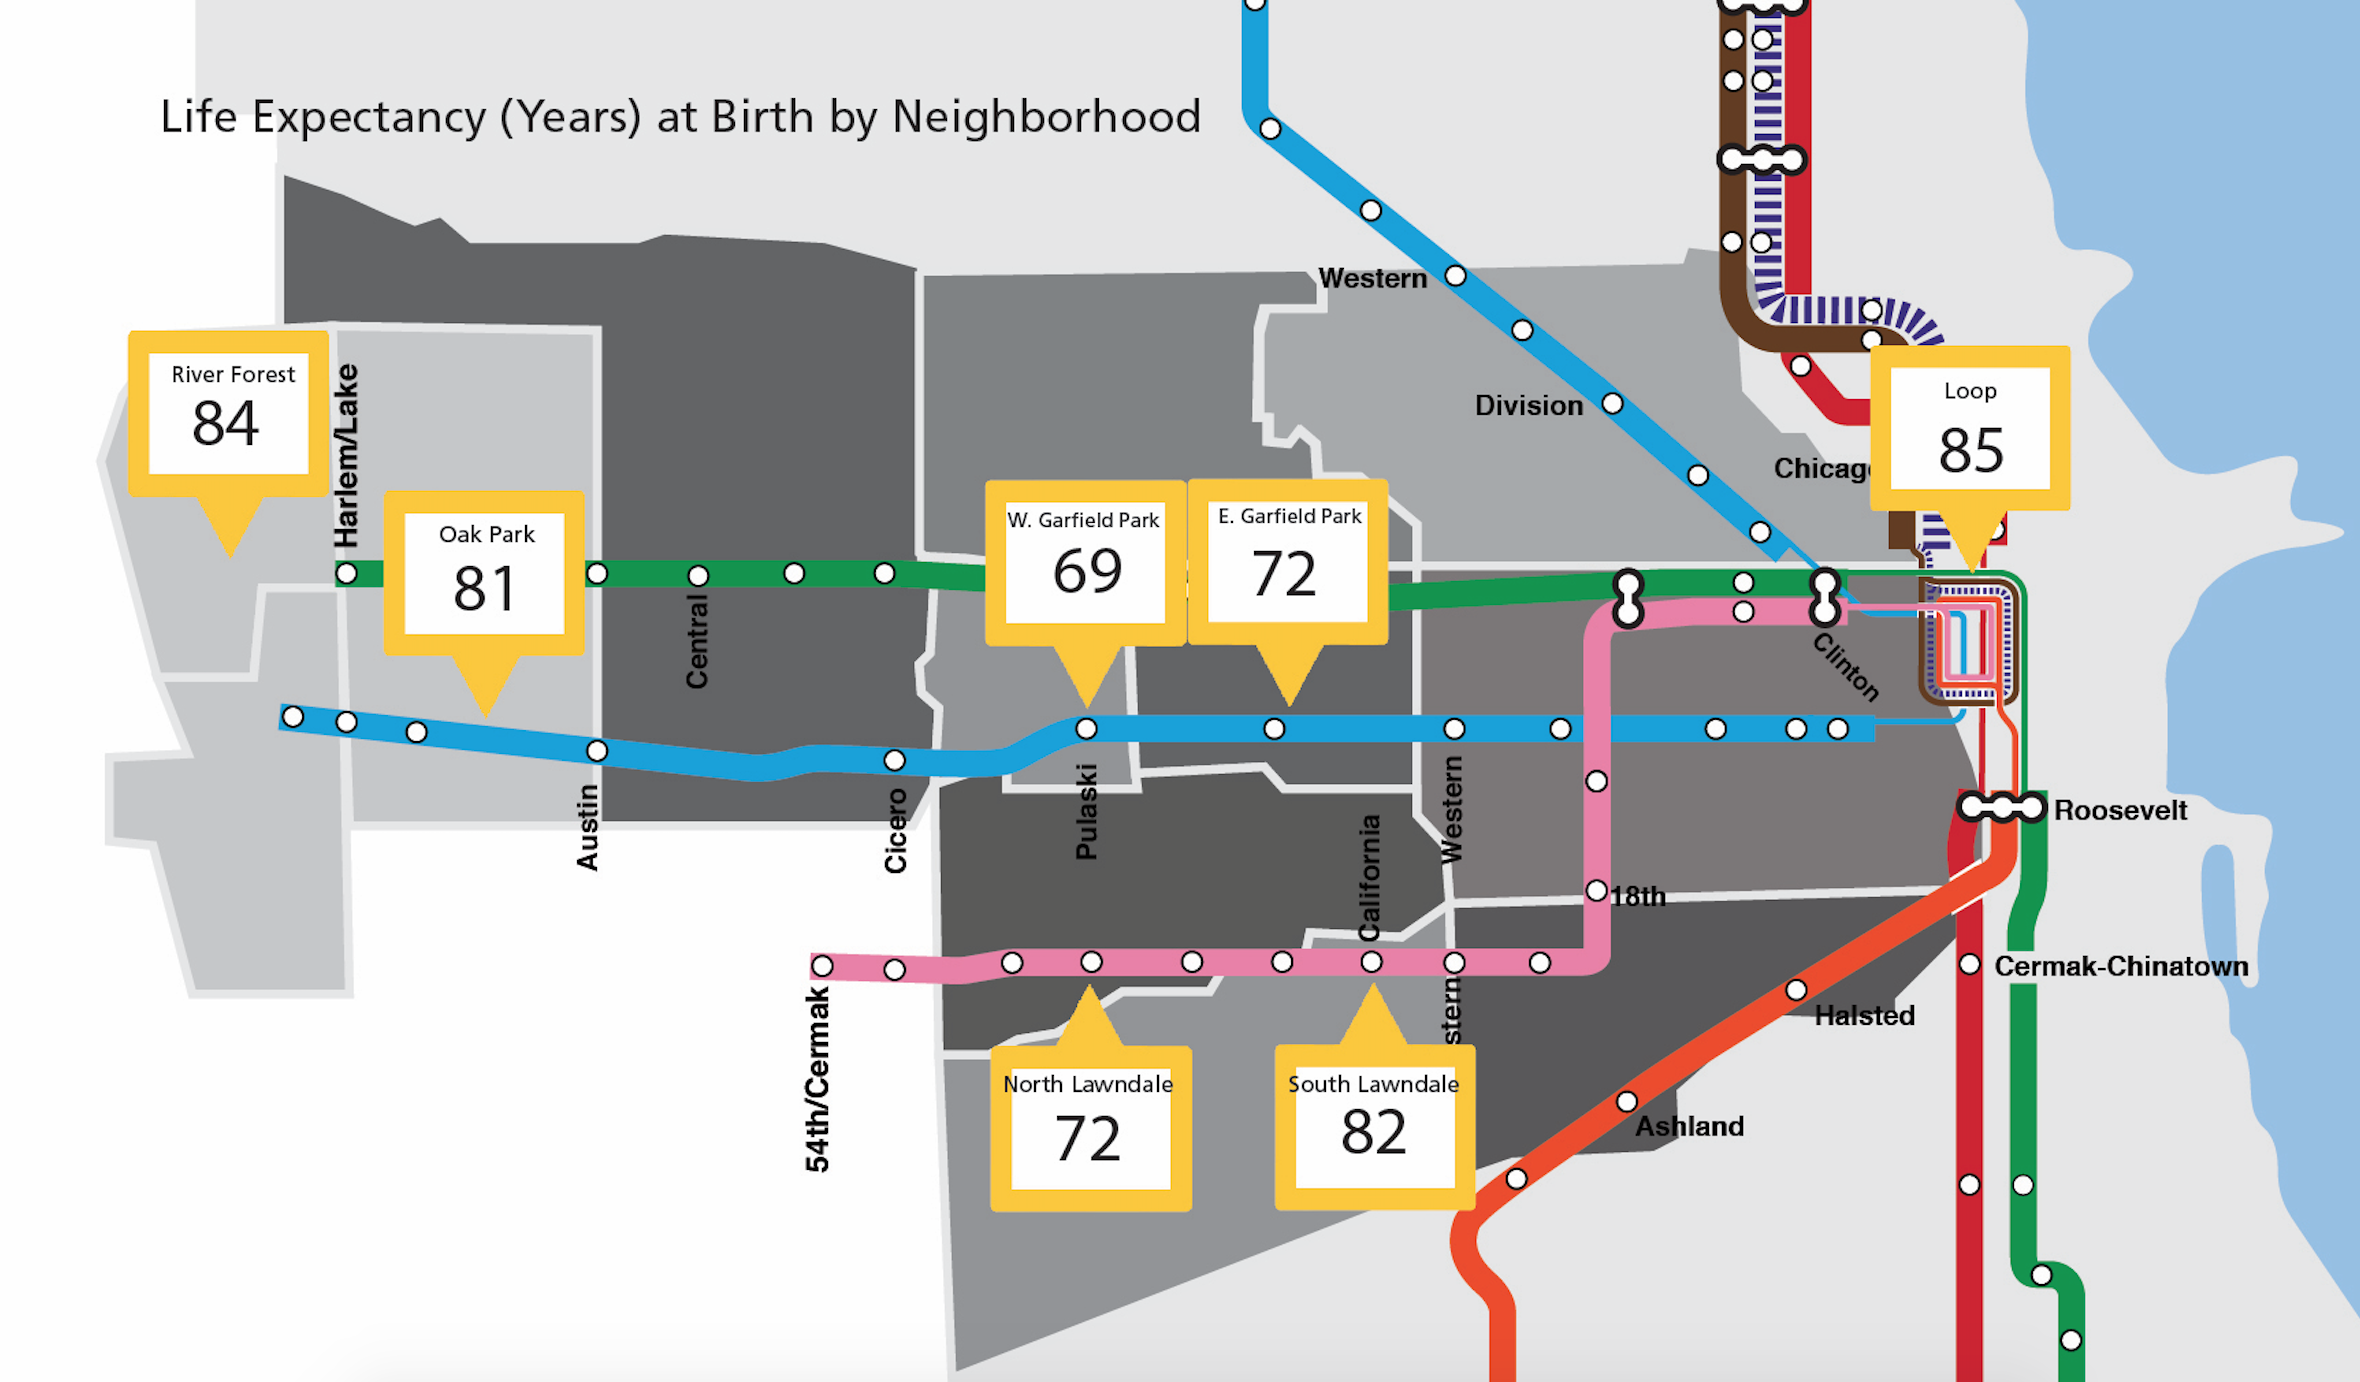 Life Expectancy (Years) at Birth by Neighborhood
Western
River Forest
84
Harlem/Lake
Division
Loop
85
Oak Park
81
W. Garfield Park
69
E. Garfield Park
72
Central
Clinton
Austin
Cicero
Pulaski
California
Western
Roosevelt
18th
54th/Cermak
Cermak-Chinatown
Halsted
North Lawndale
72
South Lawndale
82
Ashland